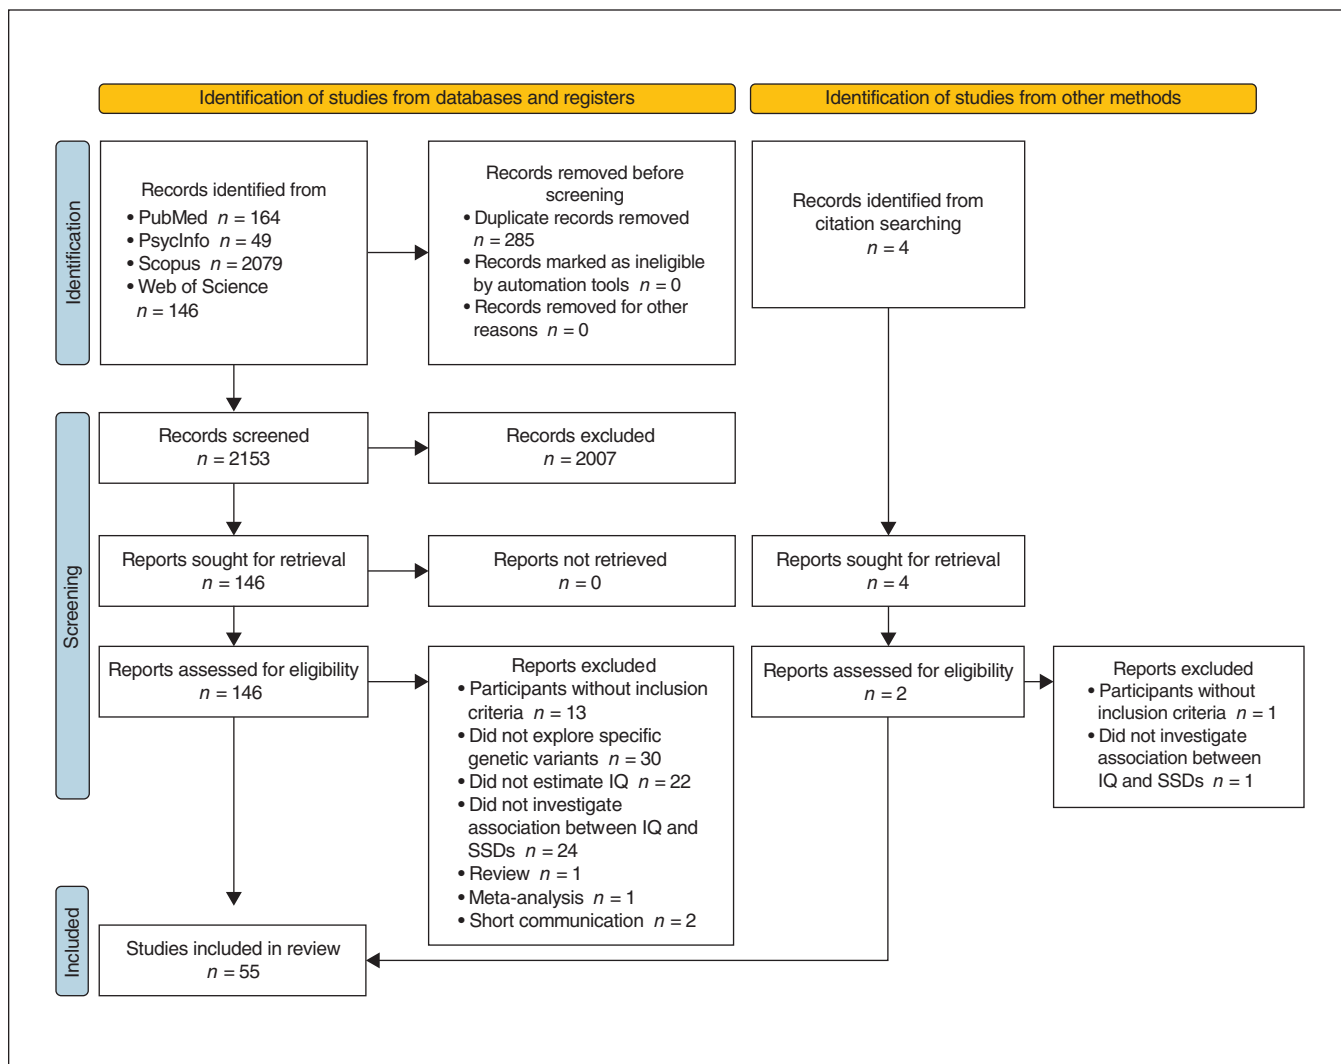 Identification of studies from databases and registers
Identification of studies from other methods
Identification
Records identified from
• PubMed n = 164
• PsycInfo n = 49
• Scopus n = 2079
• Web of Science
n = 146
Records removed before
screening
• Duplicate records removed
n = 285
• Records marked as ineligible
by automation tools n = 0
• Records removed for other
reasons n = 0
Records identified from
citation searching
n = 4
Screening
Records screened
n = 2153
Records excluded
n = 2007
Reports sought for retrieval
n = 146
Reports not retrieved
n = 0
Reports sought for retrieval
n = 4
Reports assessed for eligibility
n = 146
Reports excluded
• Participants without inclusion
criteria n = 13
• Did not explore specific
genetic variants n = 30
• Did not estimate IQ n = 22
• Did not investigate
association between IQ and
SSDs n = 24
• Review n = 1
• Meta-analysis n = 1
• Short communication n = 2
Reports assessed for eligibility
n = 2
Reports excluded
• Participants without
inclusion criteria n = 1
• Did not investigate
association between
IQ and SSDs n = 1
Included
Studies included in review
n = 55